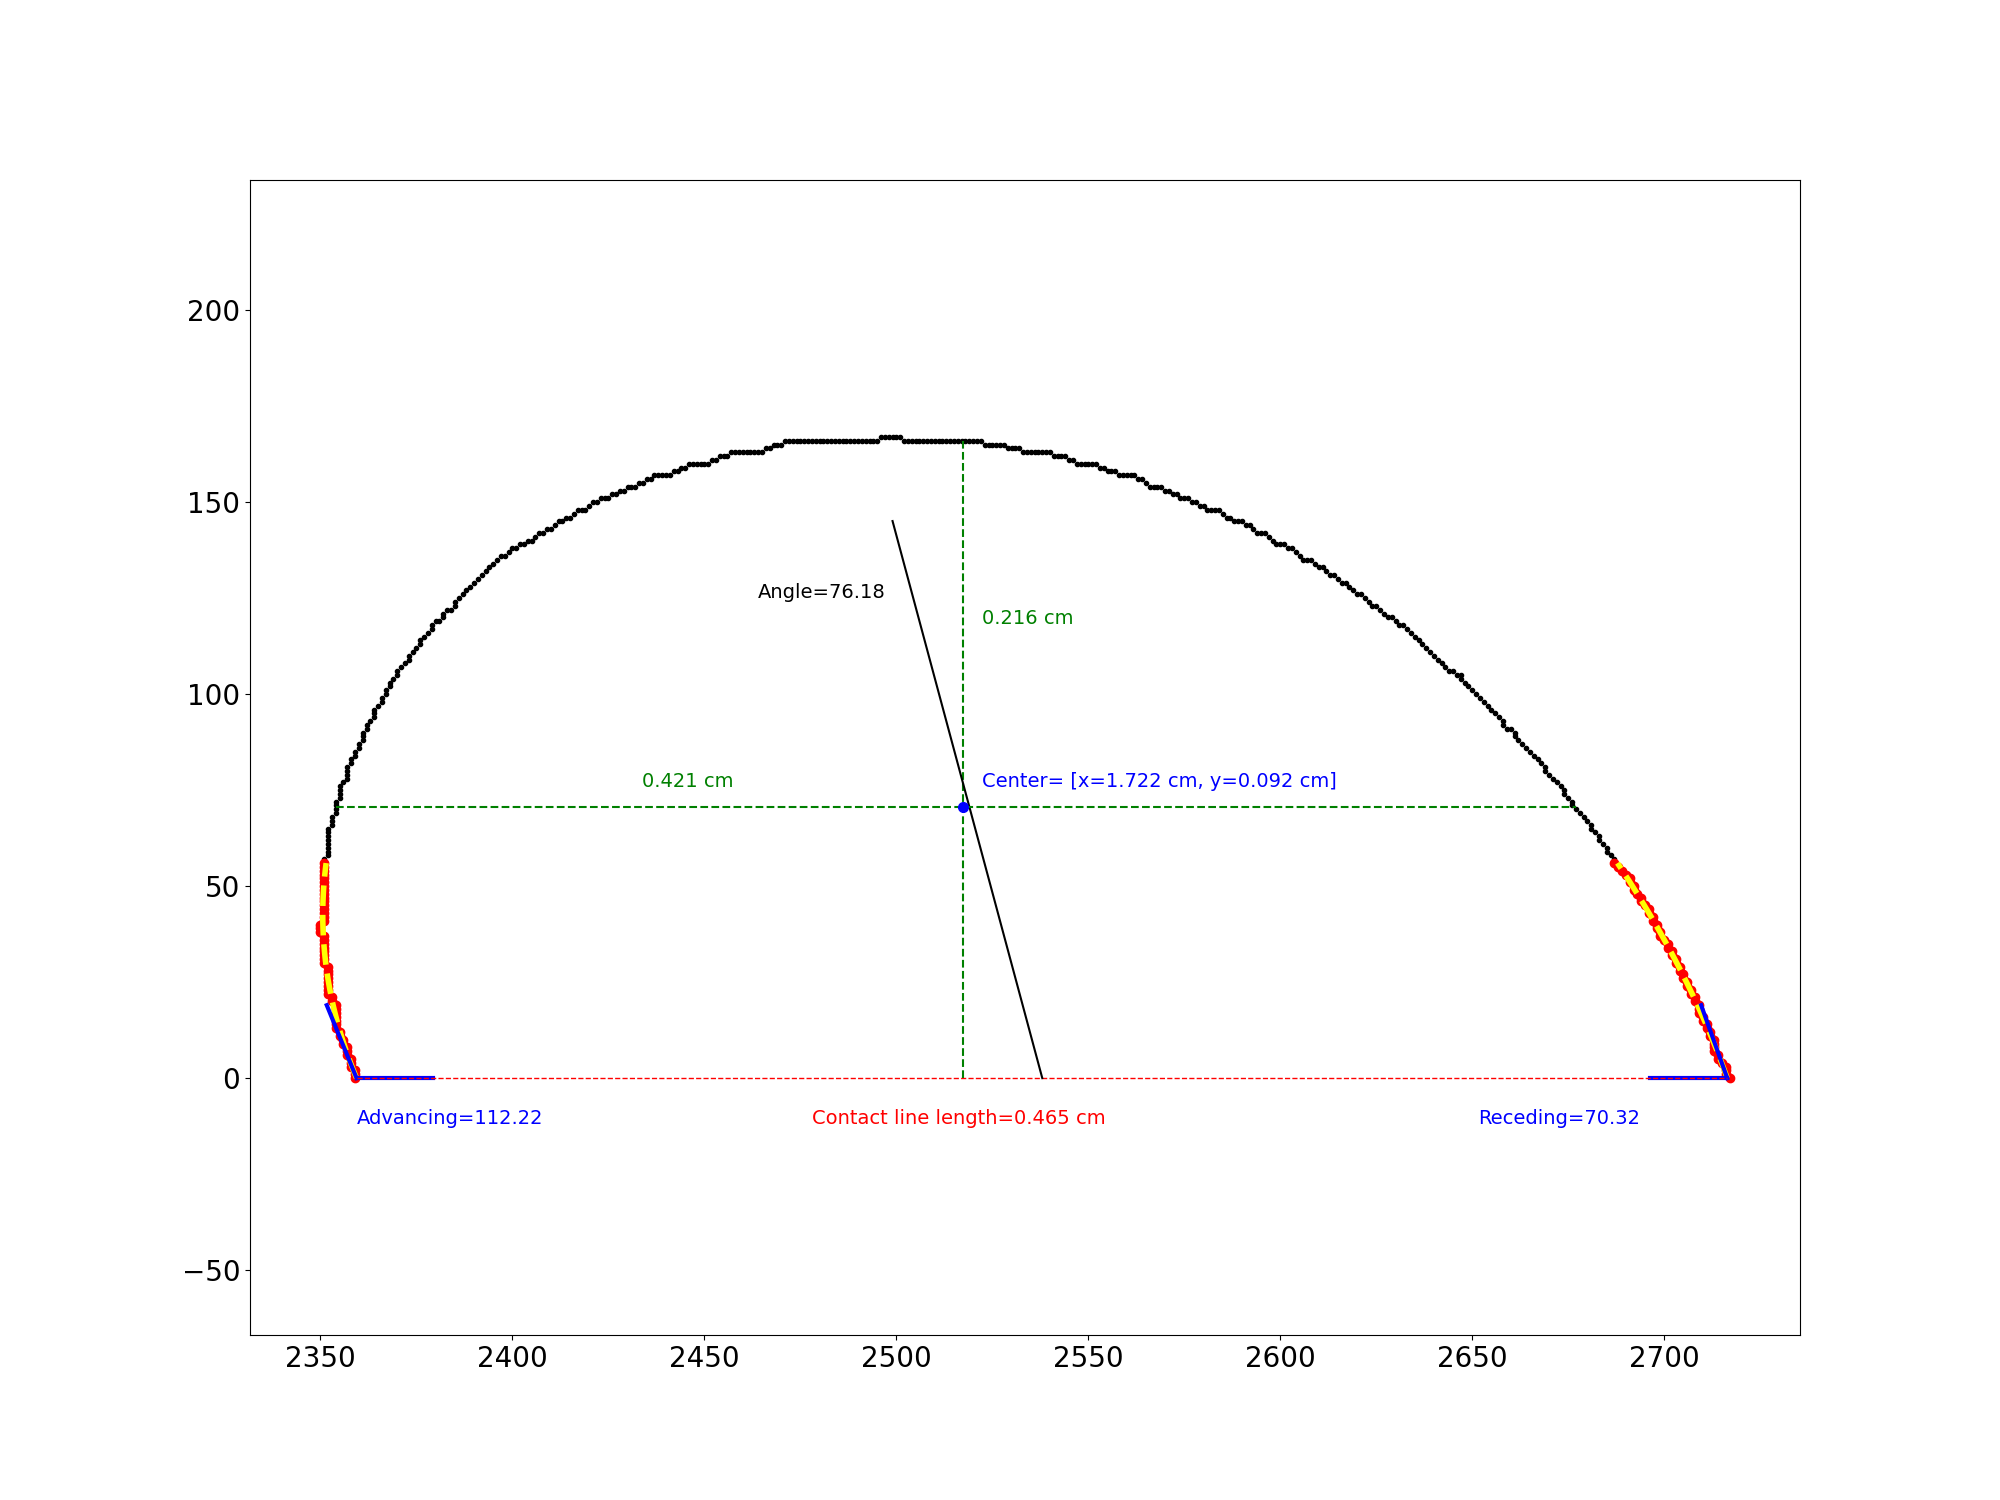 200
150
Angle=76.18
0.216 cm
100
0.421 cm
Center= [x=1.722 cm, y=0.092 cm]
50
0
Advancing=112.22
Contact line length=0.465 cm
Receding=70.32
−50
2350 2400 2450 2500 2550 2600 2650 2700